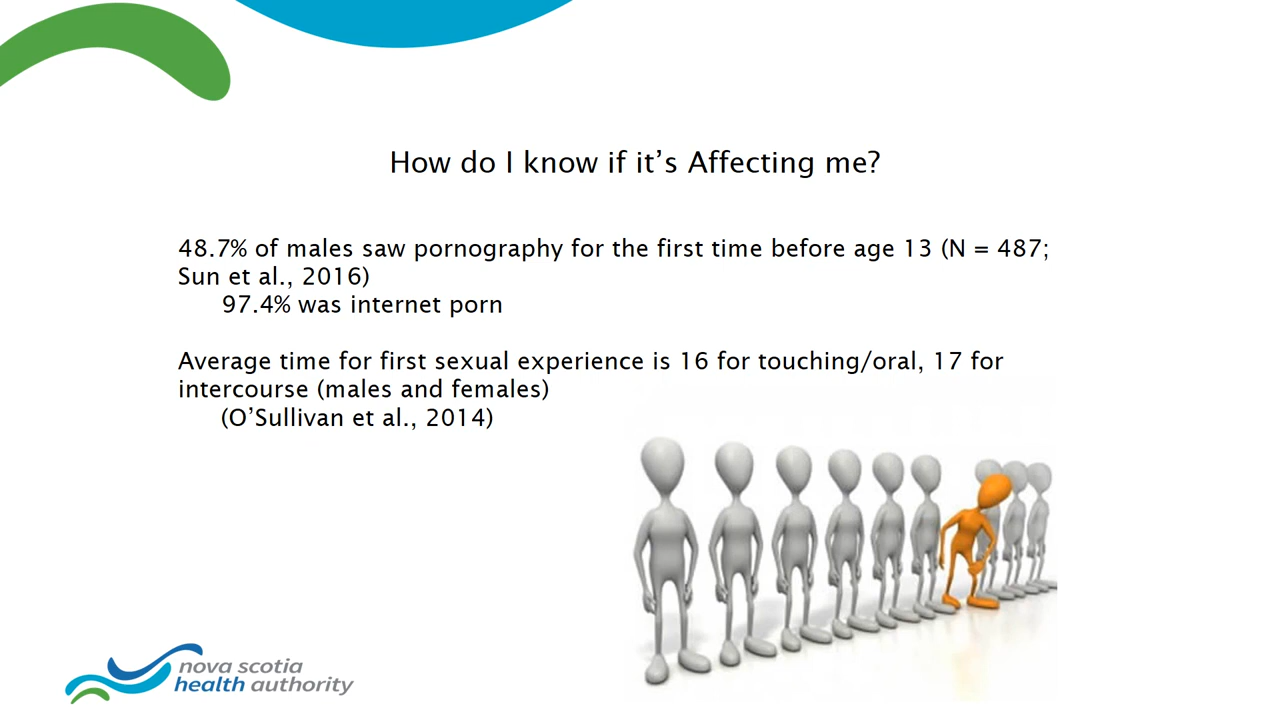 How do I know if it’s Affecting me?
48.7% of males saw pornography for the first time before age 13 (N = 487;
Sun et al., 2016)
97.4% was internet porn
Average time for first sexual experience is 16 for touching/oral, 17 for
intercourse (males and females)
(O’Sullivan et al., 2014)
nova scotia
health authority